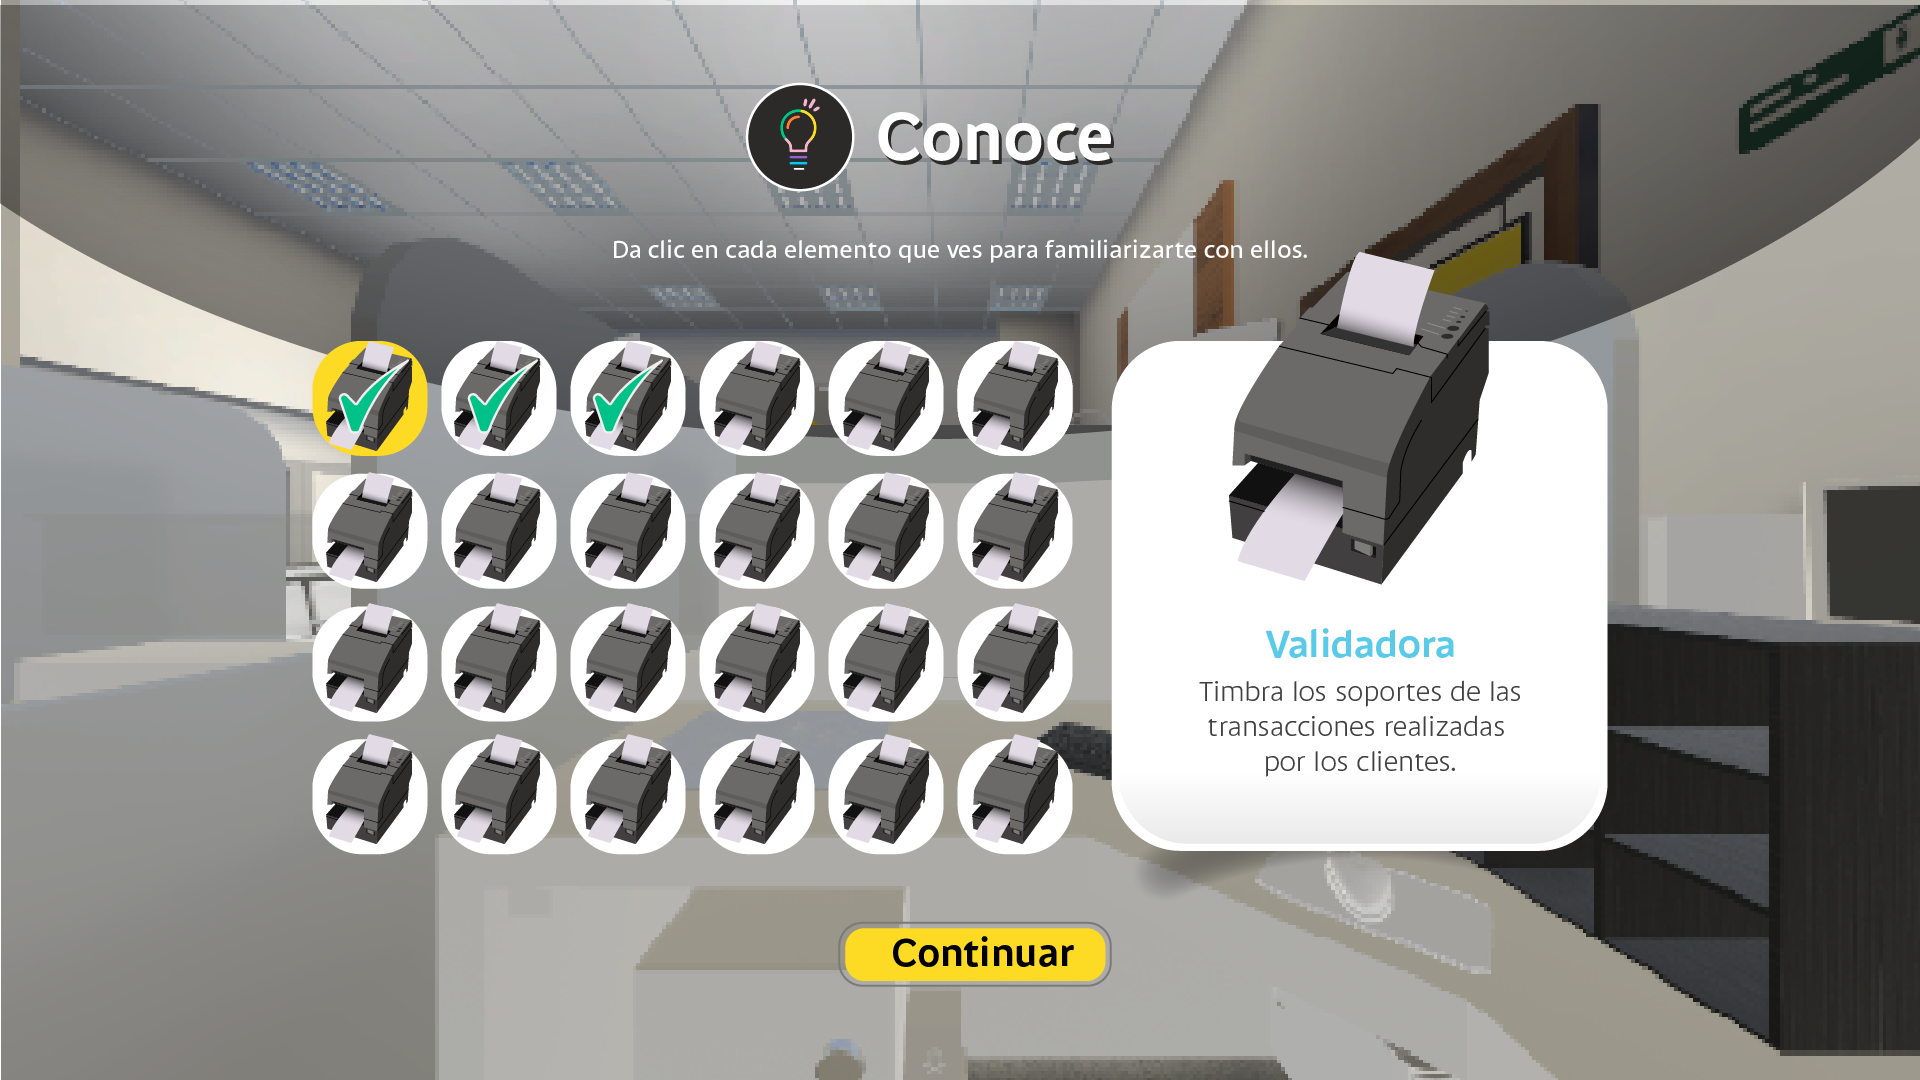 Conoce
Da clic en cada elemento que ves para familiarizarte con ellos.
Validadora
Timbra los soportes de las
transacciones realizadas
por los clientes.
Continuar